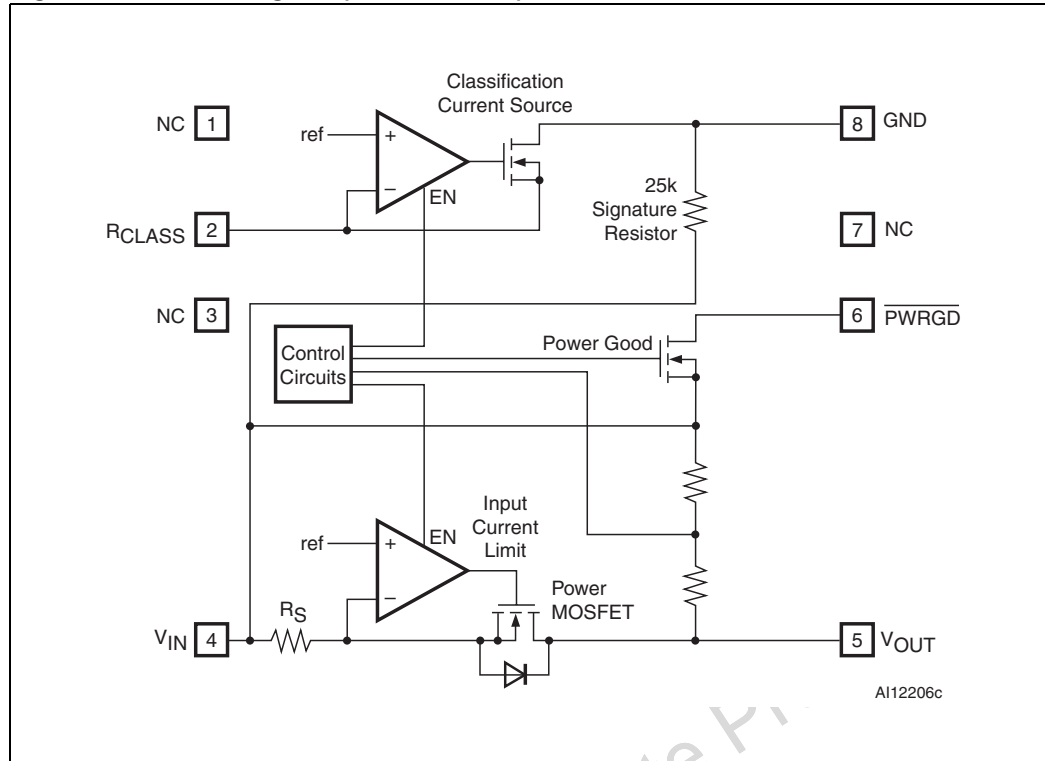 Classification
Current Source
NC 1
ref
+
−
EN
8 GND
25k
Signature
Resistor
RCLASS 2
7 NC
NC 3
6 PWRGD
Power Good
Control
Circuits
Input
Current
Limit
ref
+
−
EN
Power
MOSFET
RS
VIN 4
5 VOUT
AI12206c